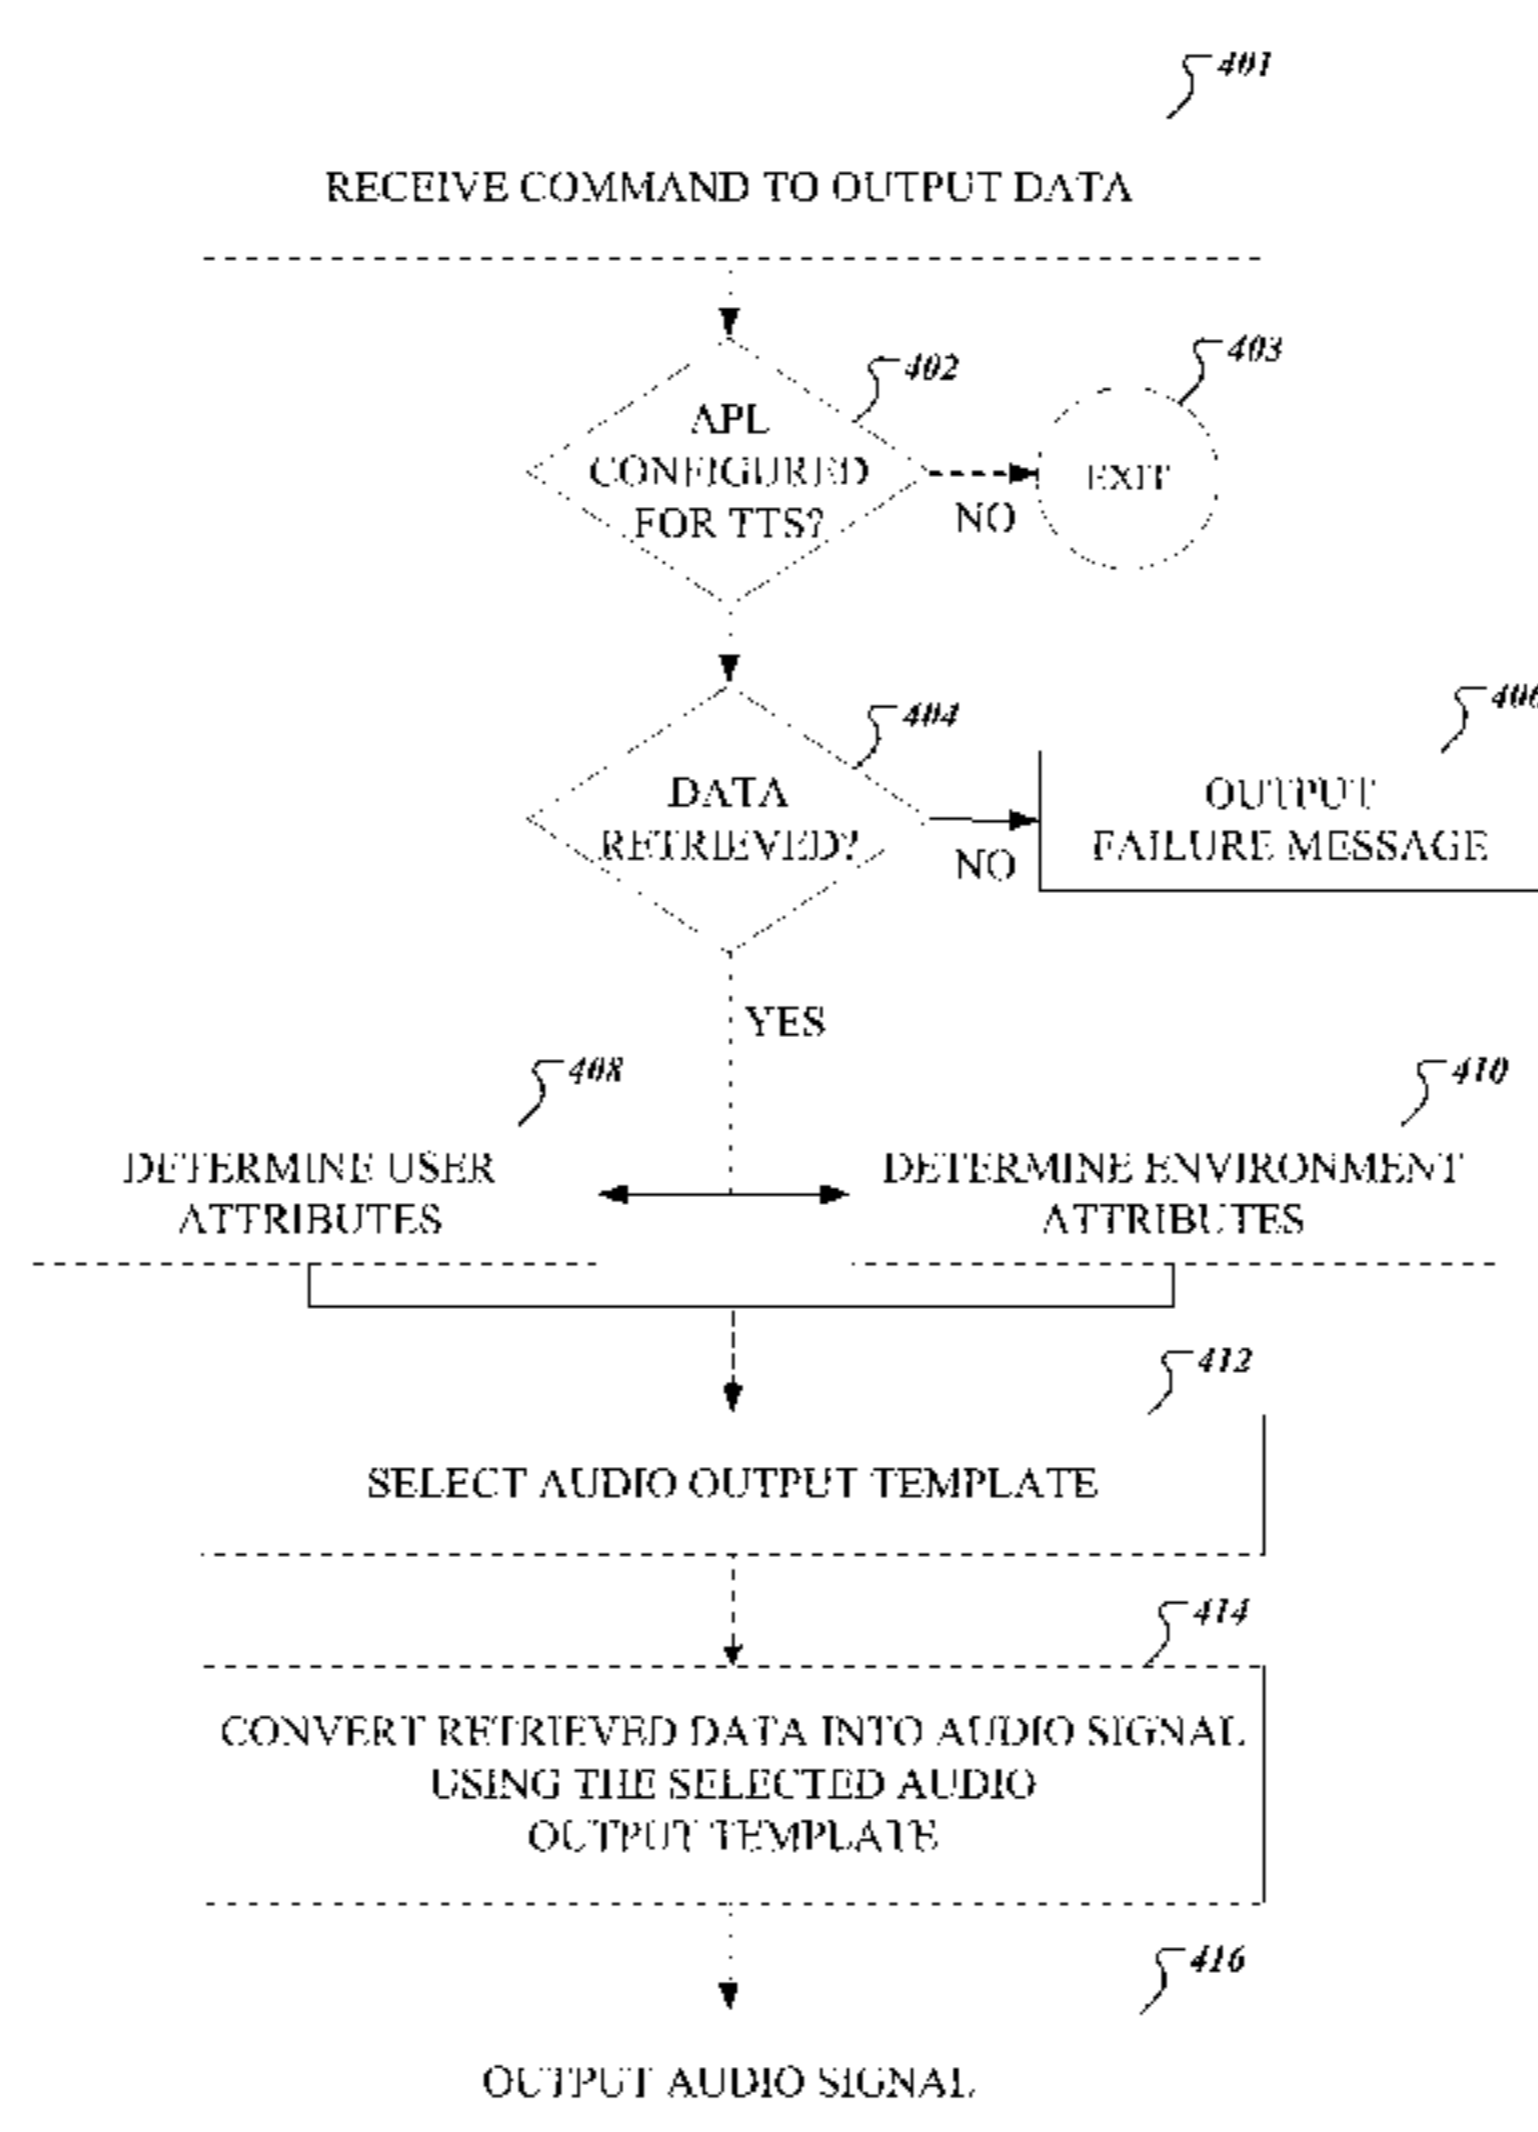 401
RECEIVE COMMAND TO OUTPUT DATA
402
403
APL
CONFIGURED
FOR TTS?
EXIT
NO
404
DATA
RETRIEVED?
OUTPUT
FAILURE MESSAGE
NO
YES
408
410
DETERMINE USER
ATTRIBUTES
DETERMINE ENVIRONMENT
ATTRIBUTES
412
SELECT AUDIO OUTPUT TEMPLATE
414
CONVERT RETRIEVED DATA INTO AUDIO SIGNAL
USING THE SELECTED AUDIO
OUTPUT TEMPLATE
416
OUTPUT AUDIO SIGNAL